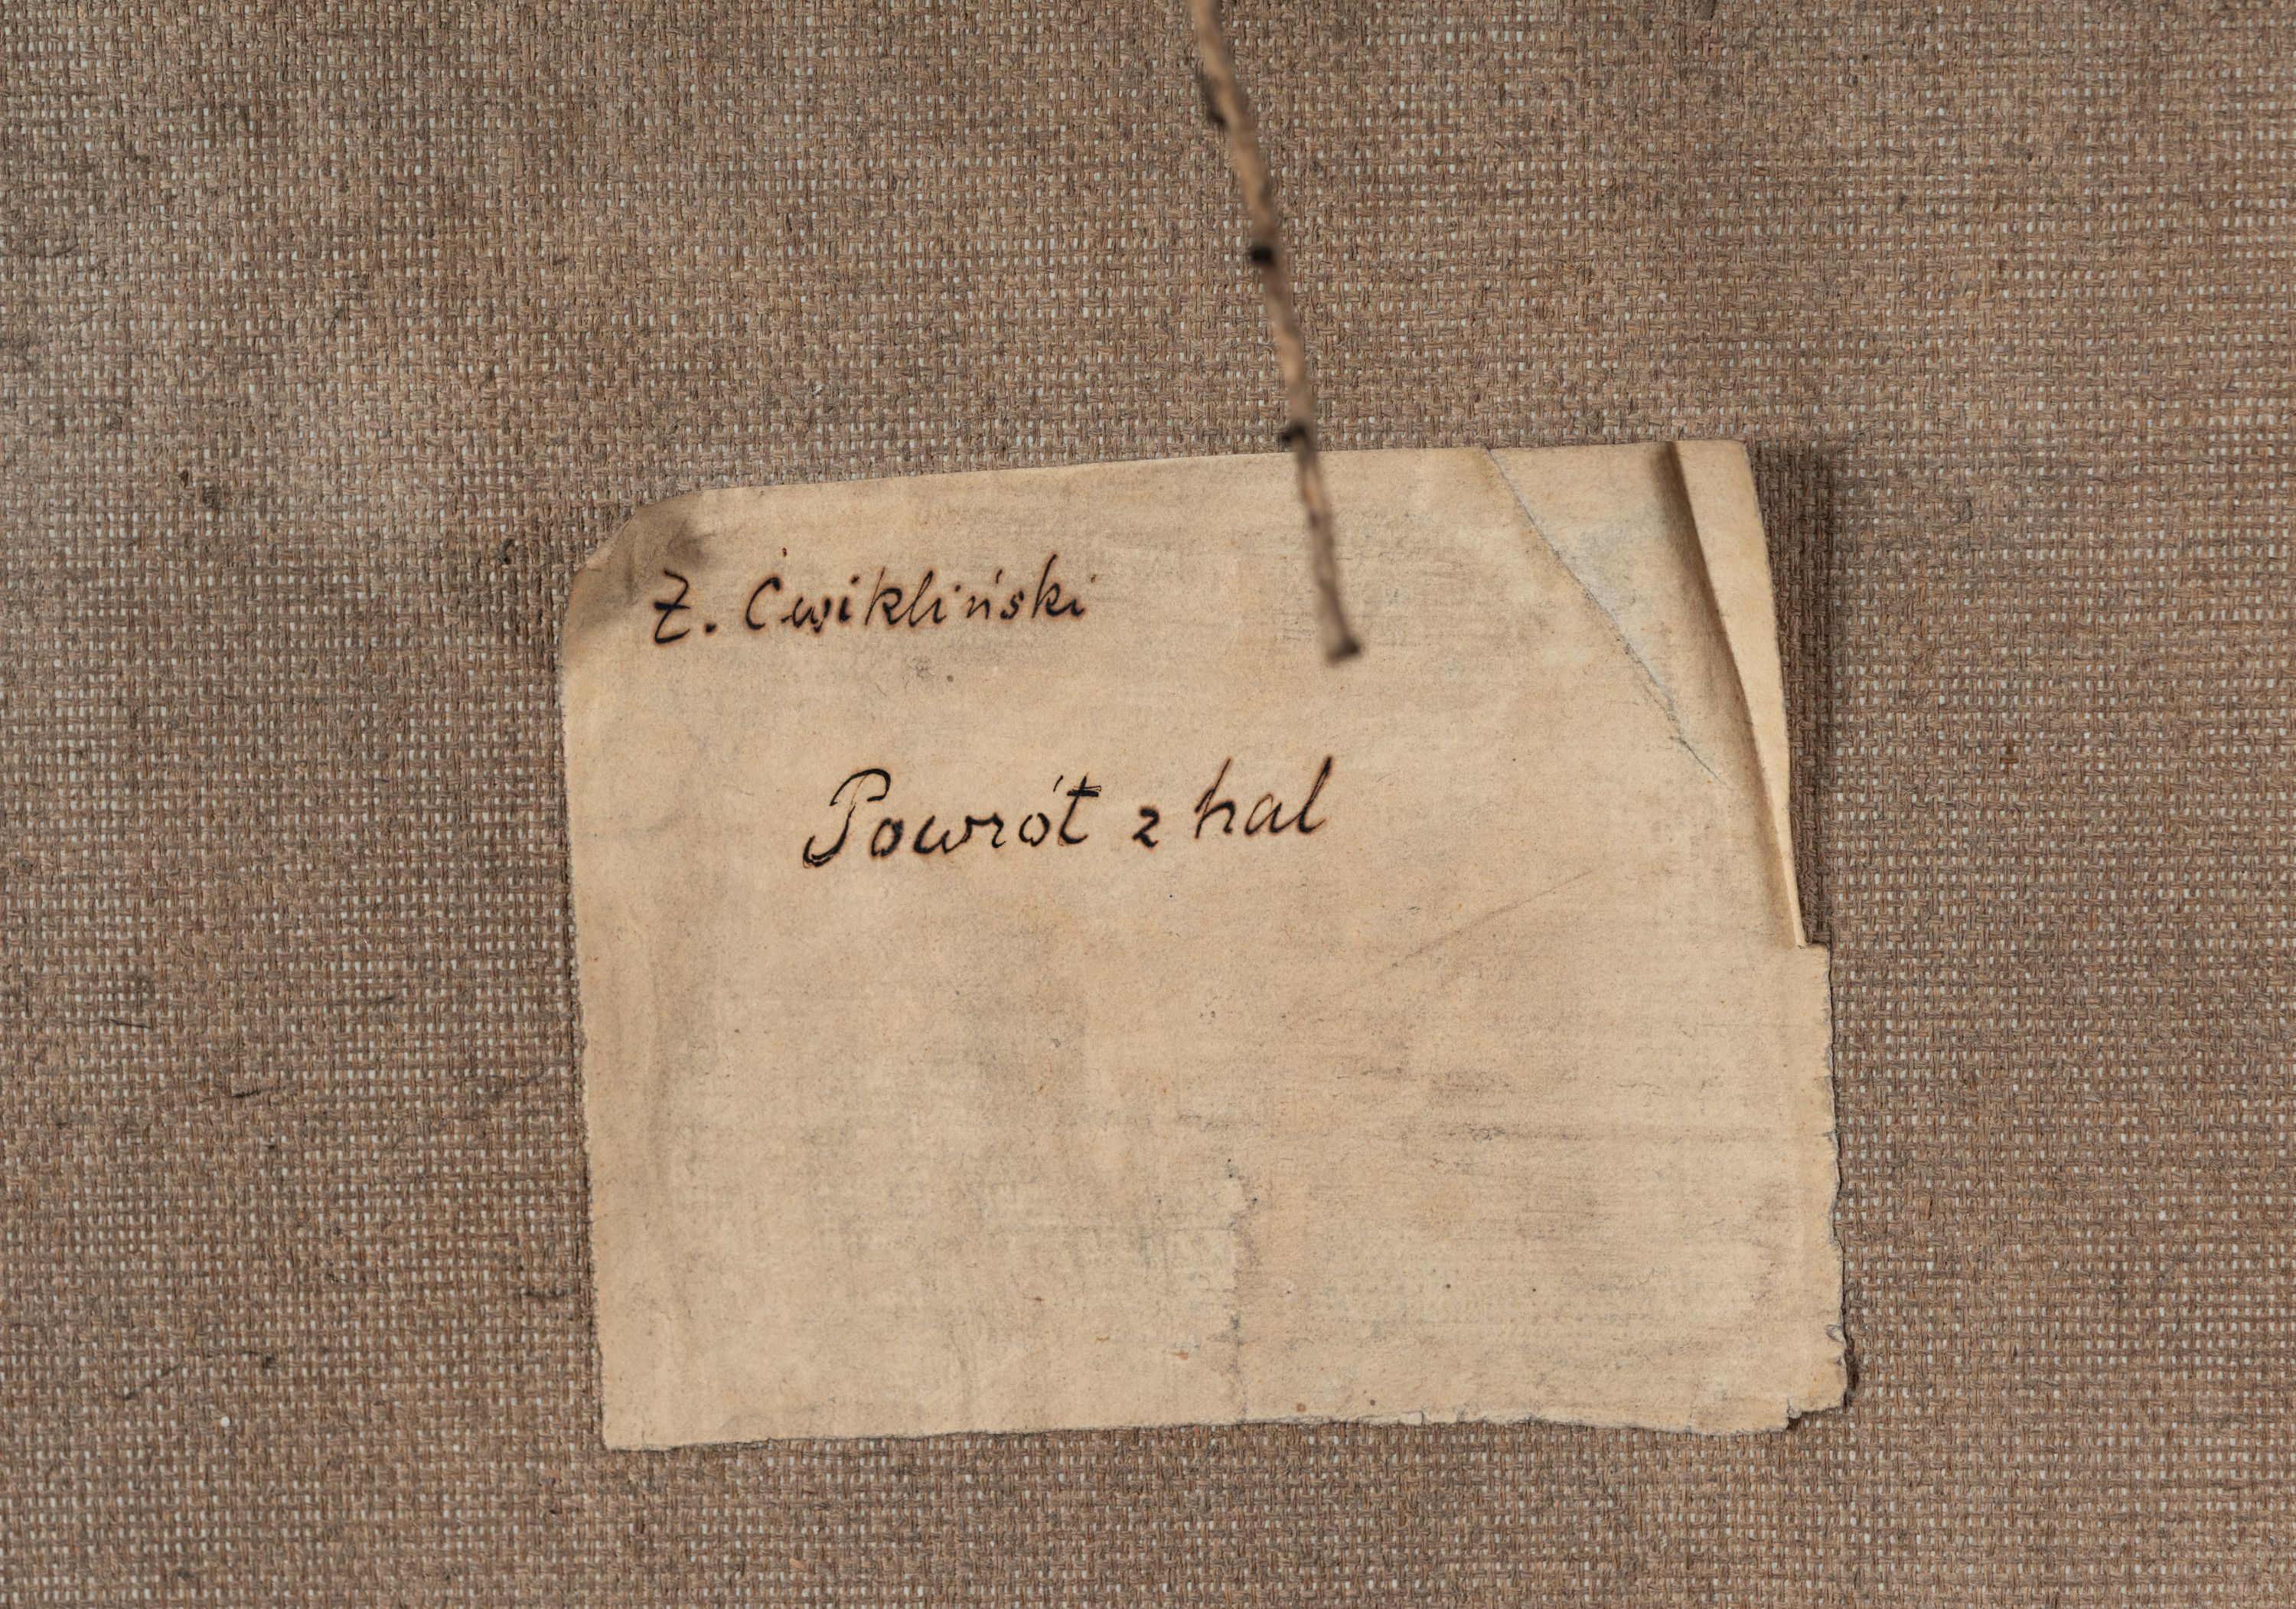 Z. Ćwikliński
Powrót z hal